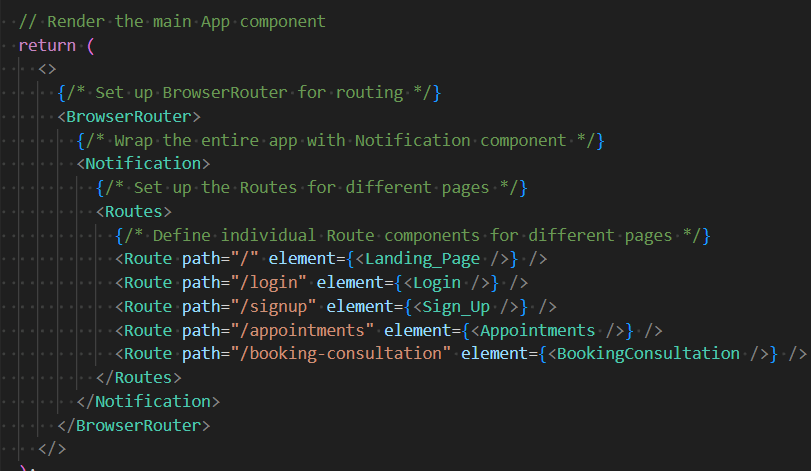 // Render the main App component
return (
<>
{/* Set up BrowserRouter for routing */}
<BrowserRouter>
{/* Wrap the entire app with Notification component */}
<Notification>
{/* Set up the Routes for different pages */}
<Routes>
{/* Define individual Route components for different pages */}
<Route path="/" element={<Landing_Page />} />
<Route path="/login" element={<Login />} />
<Route path="/signup" element={<Sign_Up />} />
<Route path="/appointments" element={<Appointments />} />
<Route path="/booking-consultation" element={<BookingConsultation />} />
</Routes>
</Notification>
</BrowserRouter>
</>
);